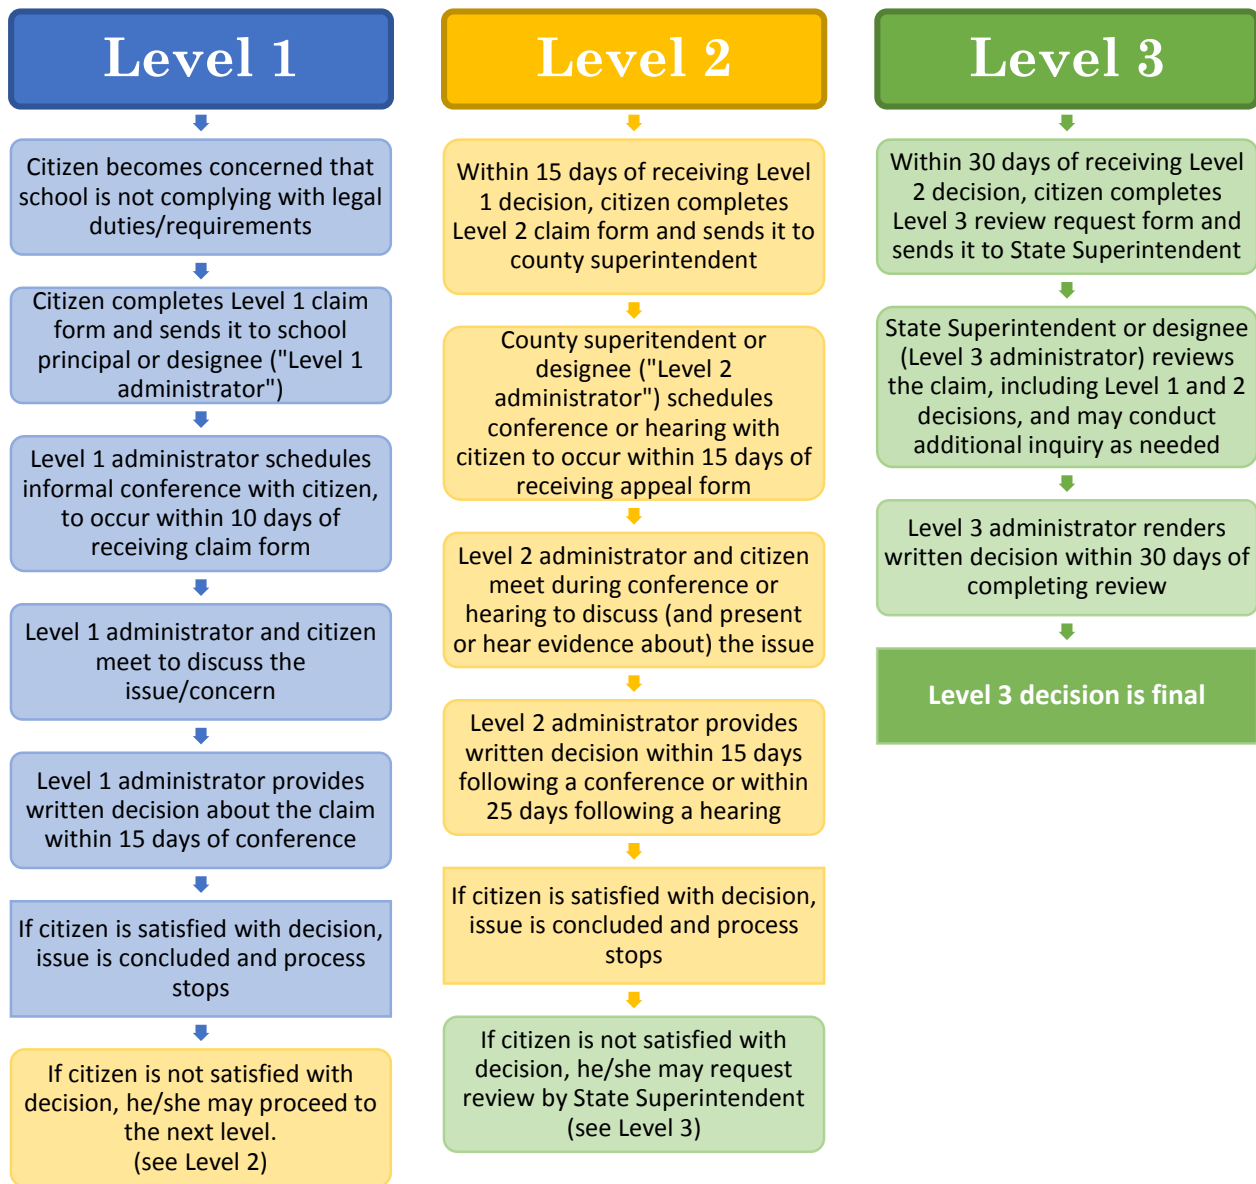 Level 1
Citizen becomes concerned that
school is not complying with legal
duties/requirements
Citizen completes Level 1 claim
form and sends it to school
principal or designee ("Level 1
administrator")
Level 1 administrator schedules
informal conference with citizen,
to occur within 10 days of
receiving claim form
Level 1 administrator and citizen
meet to discuss the
issue/concern
Level 1 administrator provides
written decision about the claim
within 15 days of conference
If citizen is satisfied with decision,
issue is concluded and process
stops
If citizen is not satisfied with
decision, he/she may proceed to
the next level.
(see Level 2)
Level 2
Within 15 days of receiving Level
1 decision, citizen completes
Level 2 claim form and sends it to
county superintendent
County superitendent or
designee ("Level 2
administrator") schedules
conference or hearing with
citizen to occur within 15 days of
receiving appeal form
Level 2 administrator and citizen
meet during conference or
hearing to discuss (and present
or hear evidence about) the issue
Level 2 administrator provides
written decision within 15 days
following a conference or within
25 days following a hearing
If citizen is satisfied with decision,
issue is concluded and process
stops
If citizen is not satisfied with
decision, he/she may request
review by State Superintendent
(see Level 3)
Level 3
Within 30 days of receiving Level
2 decision, citizen completes
Level 3 review request form and
sends it to State Superintendent
State Superintendent or designee
(Level 3 administrator) reviews
the claim, including Level 1 and 2
decisions, and may conduct
additional inquiry as needed
Level 3 administrator renders
written decision within 30 days of
completing review
Level 3 decision is final